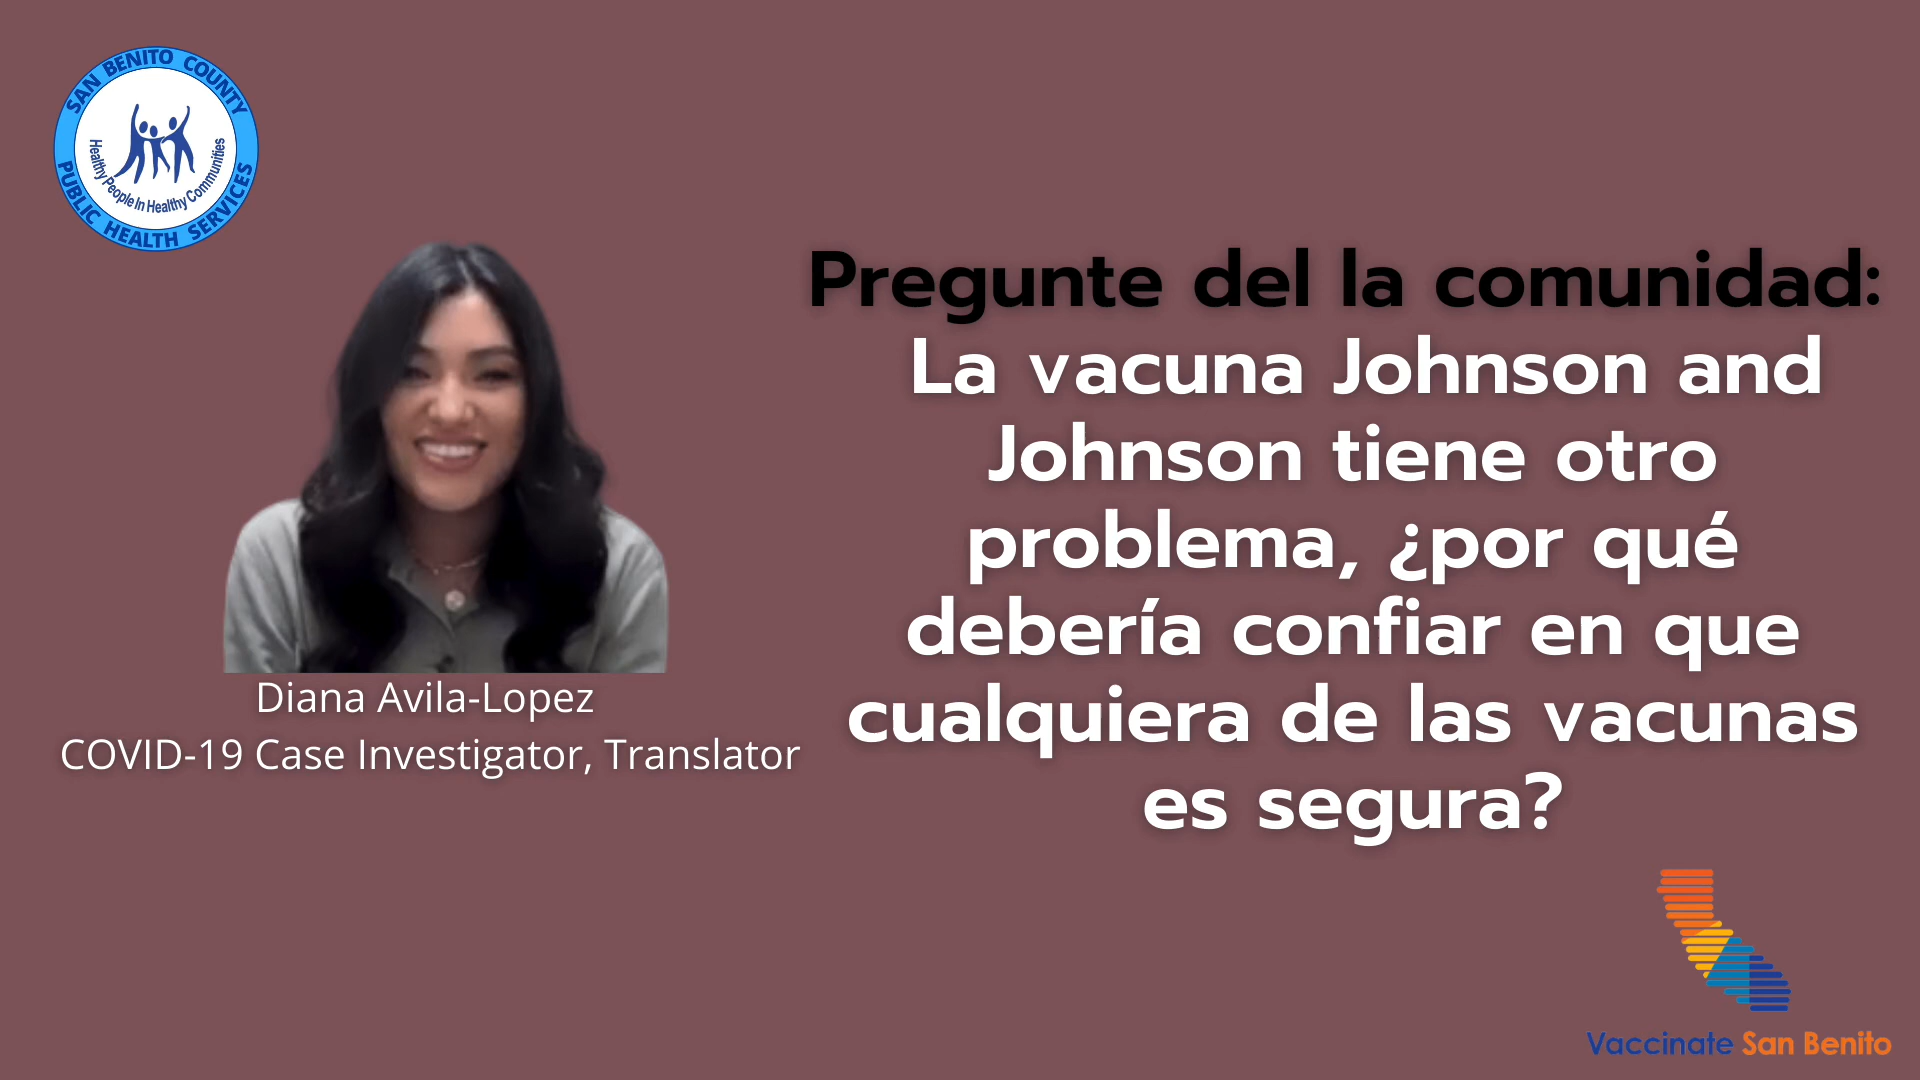 SAN BENITO COUNTY
Healthy People In Healthy Communities
PUBLIC HEALTH SERVICES
Diana Avila-Lopez
COVID-19 Case Investigator, Translator
Pregunte del la comunidad:
La vacuna Johnson and
Johnson tiene otro
problema, ¿por qué
debería confiar en que
cualquiera de las vacunas
es segura?
Vaccinate San Benito